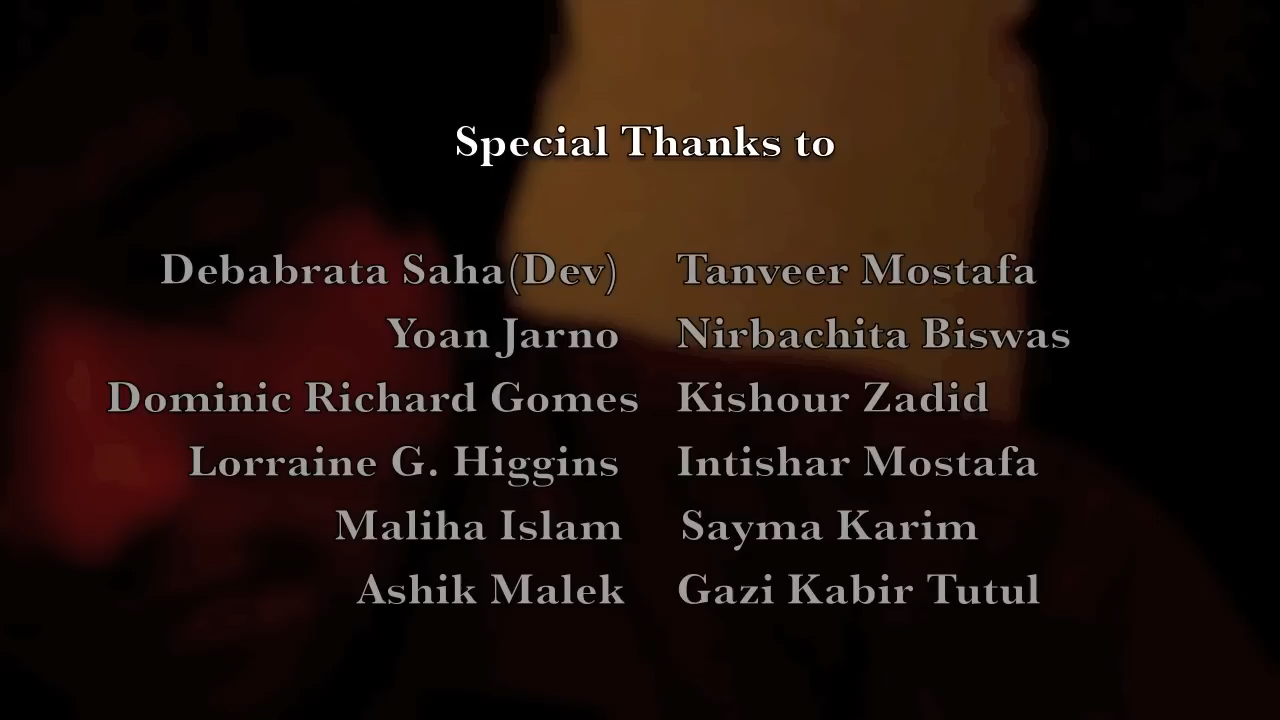 Special Thanks to
Debabrata Saha(Dev) Tanveer Mostafa
Yoan Jarno Nirbachita Biswas
Dominic Richard Gomes Kishour Zadid
Lorraine G. Higgins Intishar Mostafa
Maliha Islam Sayma Karim
Ashik Malek Gazi Kabir Tutul